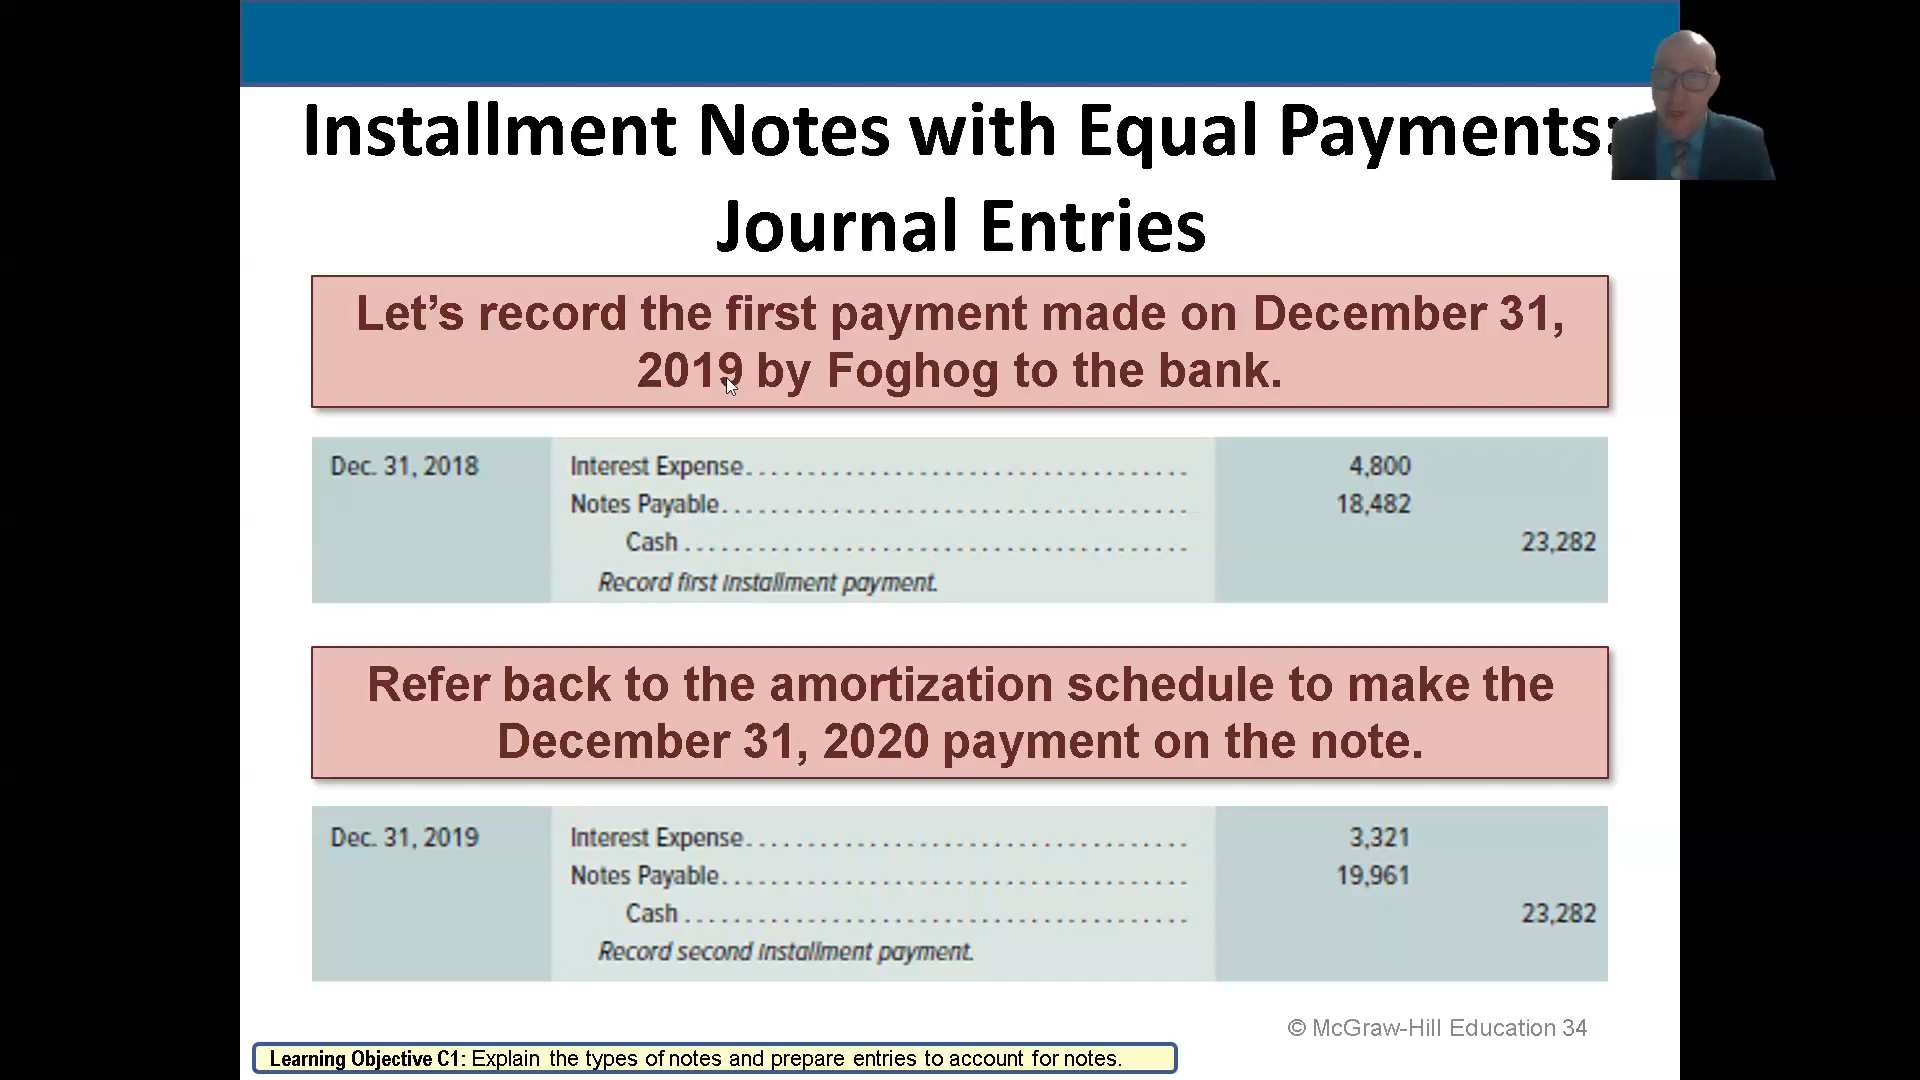 Installment Notes with Equal Payments:
Journal Entries
Let’s record the first payment made on December 31,
2019 by Foghog to the bank.
Dec. 31, 2018 Interest Expense........................................ 4,800
Notes Payable.......................................... 18,482
Cash .............................................. 23,282
Record first installment payment.
Refer back to the amortization schedule to make the
December 31, 2020 payment on the note.
Dec. 31, 2019 Interest Expense........................................ 3,321
Notes Payable.......................................... 19,961
Cash .............................................. 23,282
Record second installment payment.
© McGraw-Hill Education 34
Learning Objective C1: Explain the types of notes and prepare entries to account for notes.